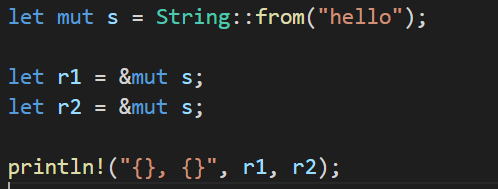 let mut s = String::from("hello");
let r1 = &mut s;
let r2 = &mut s;
println!("{}, {}", r1, r2);